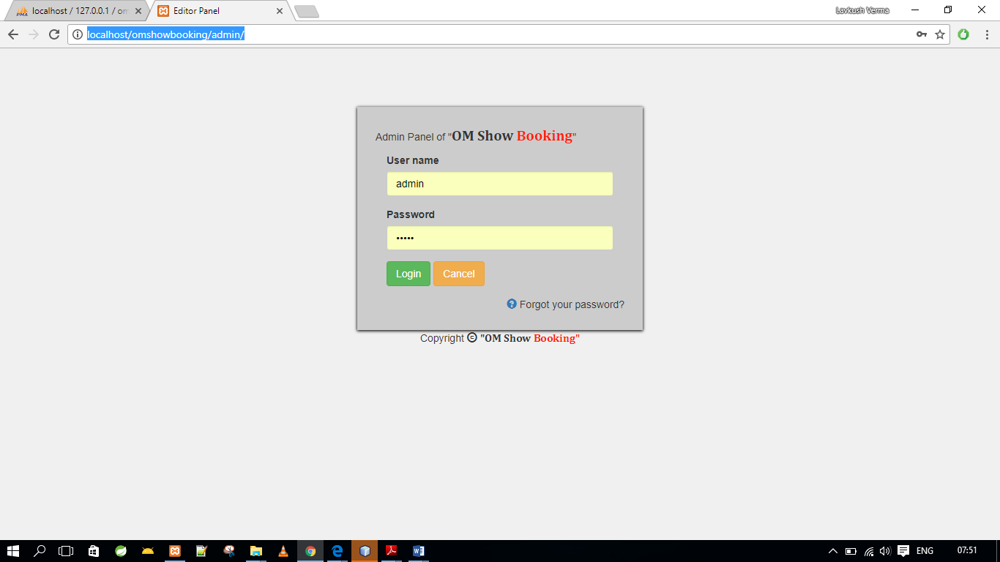 localhost / 127.0.0.1 / om
Editor Panel
Lavkush Verma
localhost/omshowbooking/admin/
Admin Panel of "OM Show Booking"
User name
admin
Password
•••••
Login Cancel
Forgot your password?
Copyright © "OM Show Booking"
ENG
07:51